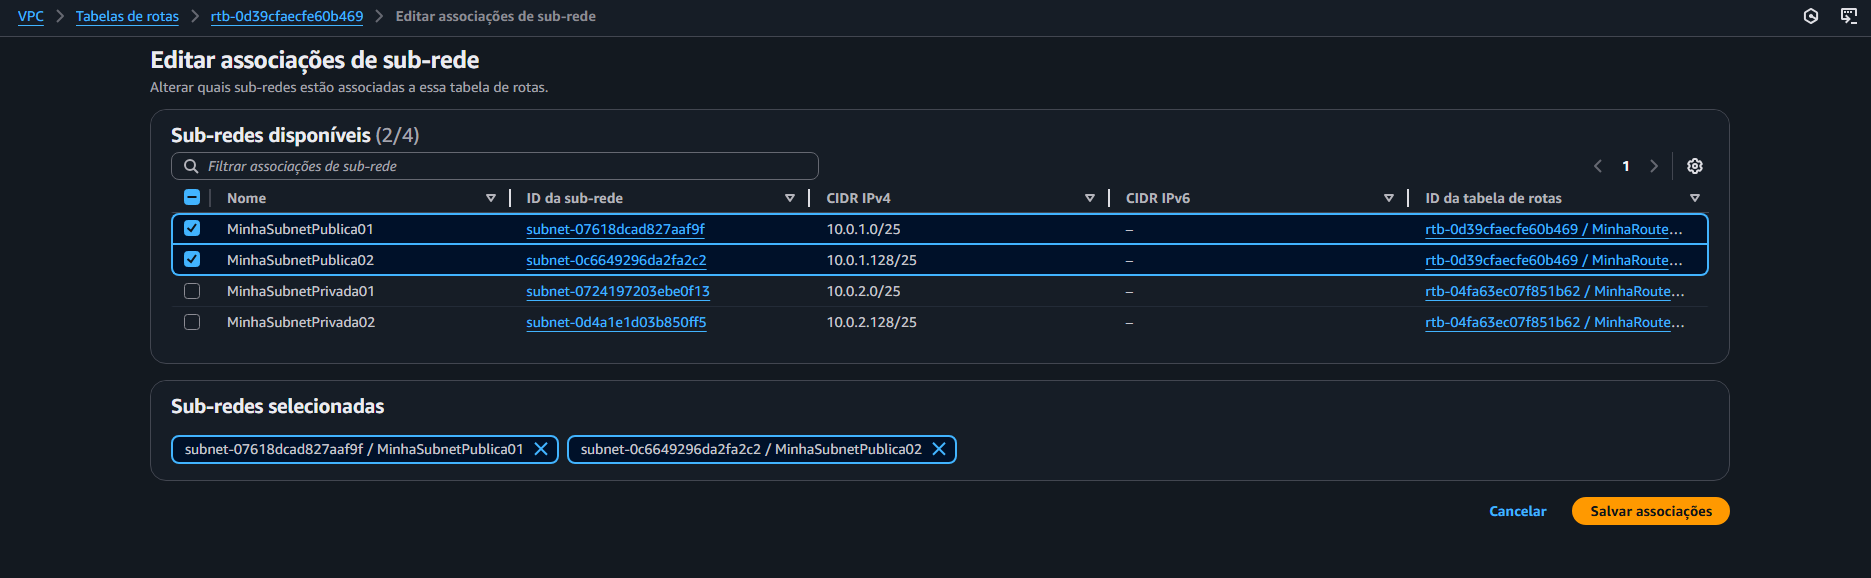 VPC > Tabelas de rotas > rtb-0d39cfaecfe60b469 > Editar associações de sub-rede
Editar associações de sub-rede
Alterar quais sub-redes estão associadas a essa tabela de rotas.
Sub-redes disponíveis (2/4)
Filtrar associações de sub-rede
1
Nome ID da sub-rede CIDR IPv4 CIDR IPv6 ID da tabela de rotas
MinhaSubnetPublica01 subnet-07618dcad827aaf9f 10.0.1.0/25 – rtb-0d39cfaecfe60b469 / MinhaRoute...
MinhaSubnetPublica02 subnet-0c6649296da2fa2c2 10.0.1.128/25 – rtb-0d39cfaecfe60b469 / MinhaRoute...
MinhaSubnetPrivada01 subnet-0724197203ebe0f13 10.0.2.0/25 – rtb-04fa63ec07f851b62 / MinhaRoute...
MinhaSubnetPrivada02 subnet-0d4a1e1d03b850ff5 10.0.2.128/25 – rtb-04fa63ec07f851b62 / MinhaRoute...
Sub-redes selecionadas
subnet-07618dcad827aaf9f / MinhaSubnetPublica01 subnet-0c6649296da2fa2c2 / MinhaSubnetPublica02
Cancelar Salvar associações